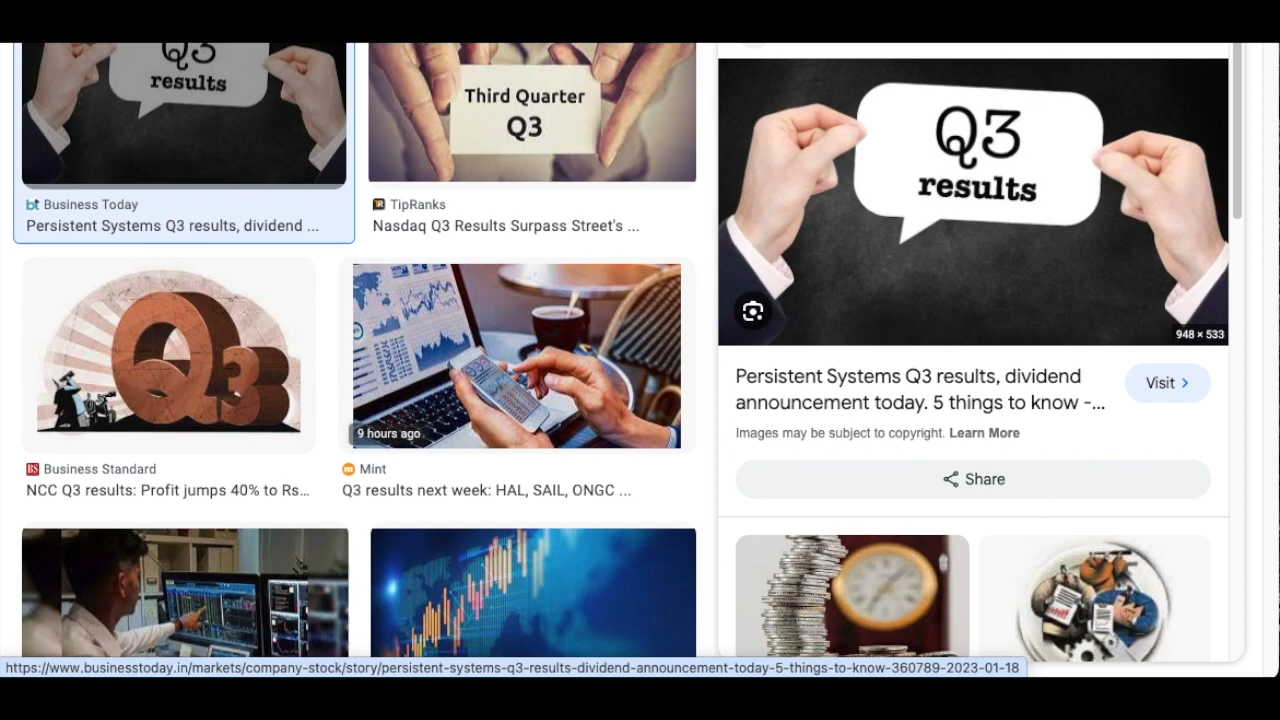 Q3
results
Business Today
Persistent Systems Q3 results, dividend ...
Third Quarter
Q3
TipRanks
Nasdaq Q3 Results Surpass Street's ...
Q3
BS Business Standard
NCC Q3 results: Profit jumps 40% to Rs...
9 hours ago
m Mint
Q3 results next week: HAL, SAIL, ONGC ...
Q3
results
948 × 533
Persistent Systems Q3 results, dividend
announcement today. 5 things to know -...
Visit
Images may be subject to copyright. Learn More
Share
https://www.businesstoday.in/markets/company-stock/story/persistent-systems-q3-results-dividend-announcement-today-5-things-to-know-360789-2023-01-18